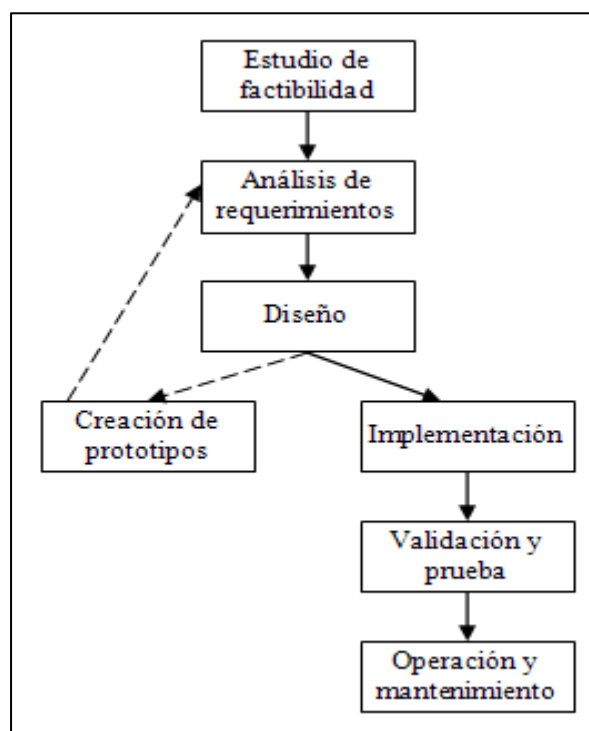 Estudio de
factibilidad
Análisis de
requerimientos
Diseño
Creación de
prototipos
Implementación
Validación y
prueba
Operación y
mantenimiento